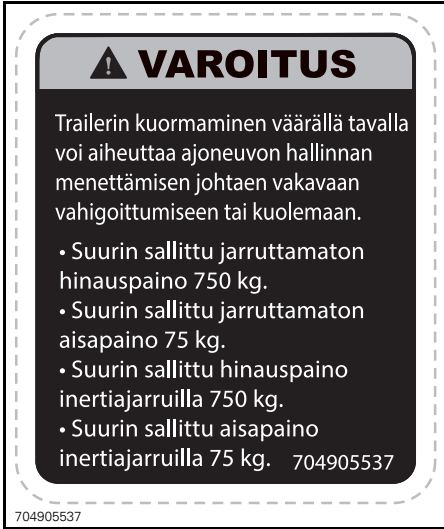 VAROITUS
Trailerin kuormaminen väärällä tavalla
voi aiheuttaa ajoneuvon hallinnan
menettämisen johtaen vakavaan
vahigoittumiseen tai kuolemaan.
• Suurin sallittu jarruttamaton
hinauspaino 750 kg.
• Suurin sallittu jarruttamaton
aisapaino 75 kg.
• Suurin sallittu hinauspaino
inertiajarruilla 750 kg.
• Suurin sallittu aisapaino
inertiajarruilla 75 kg. 704905537
704905537